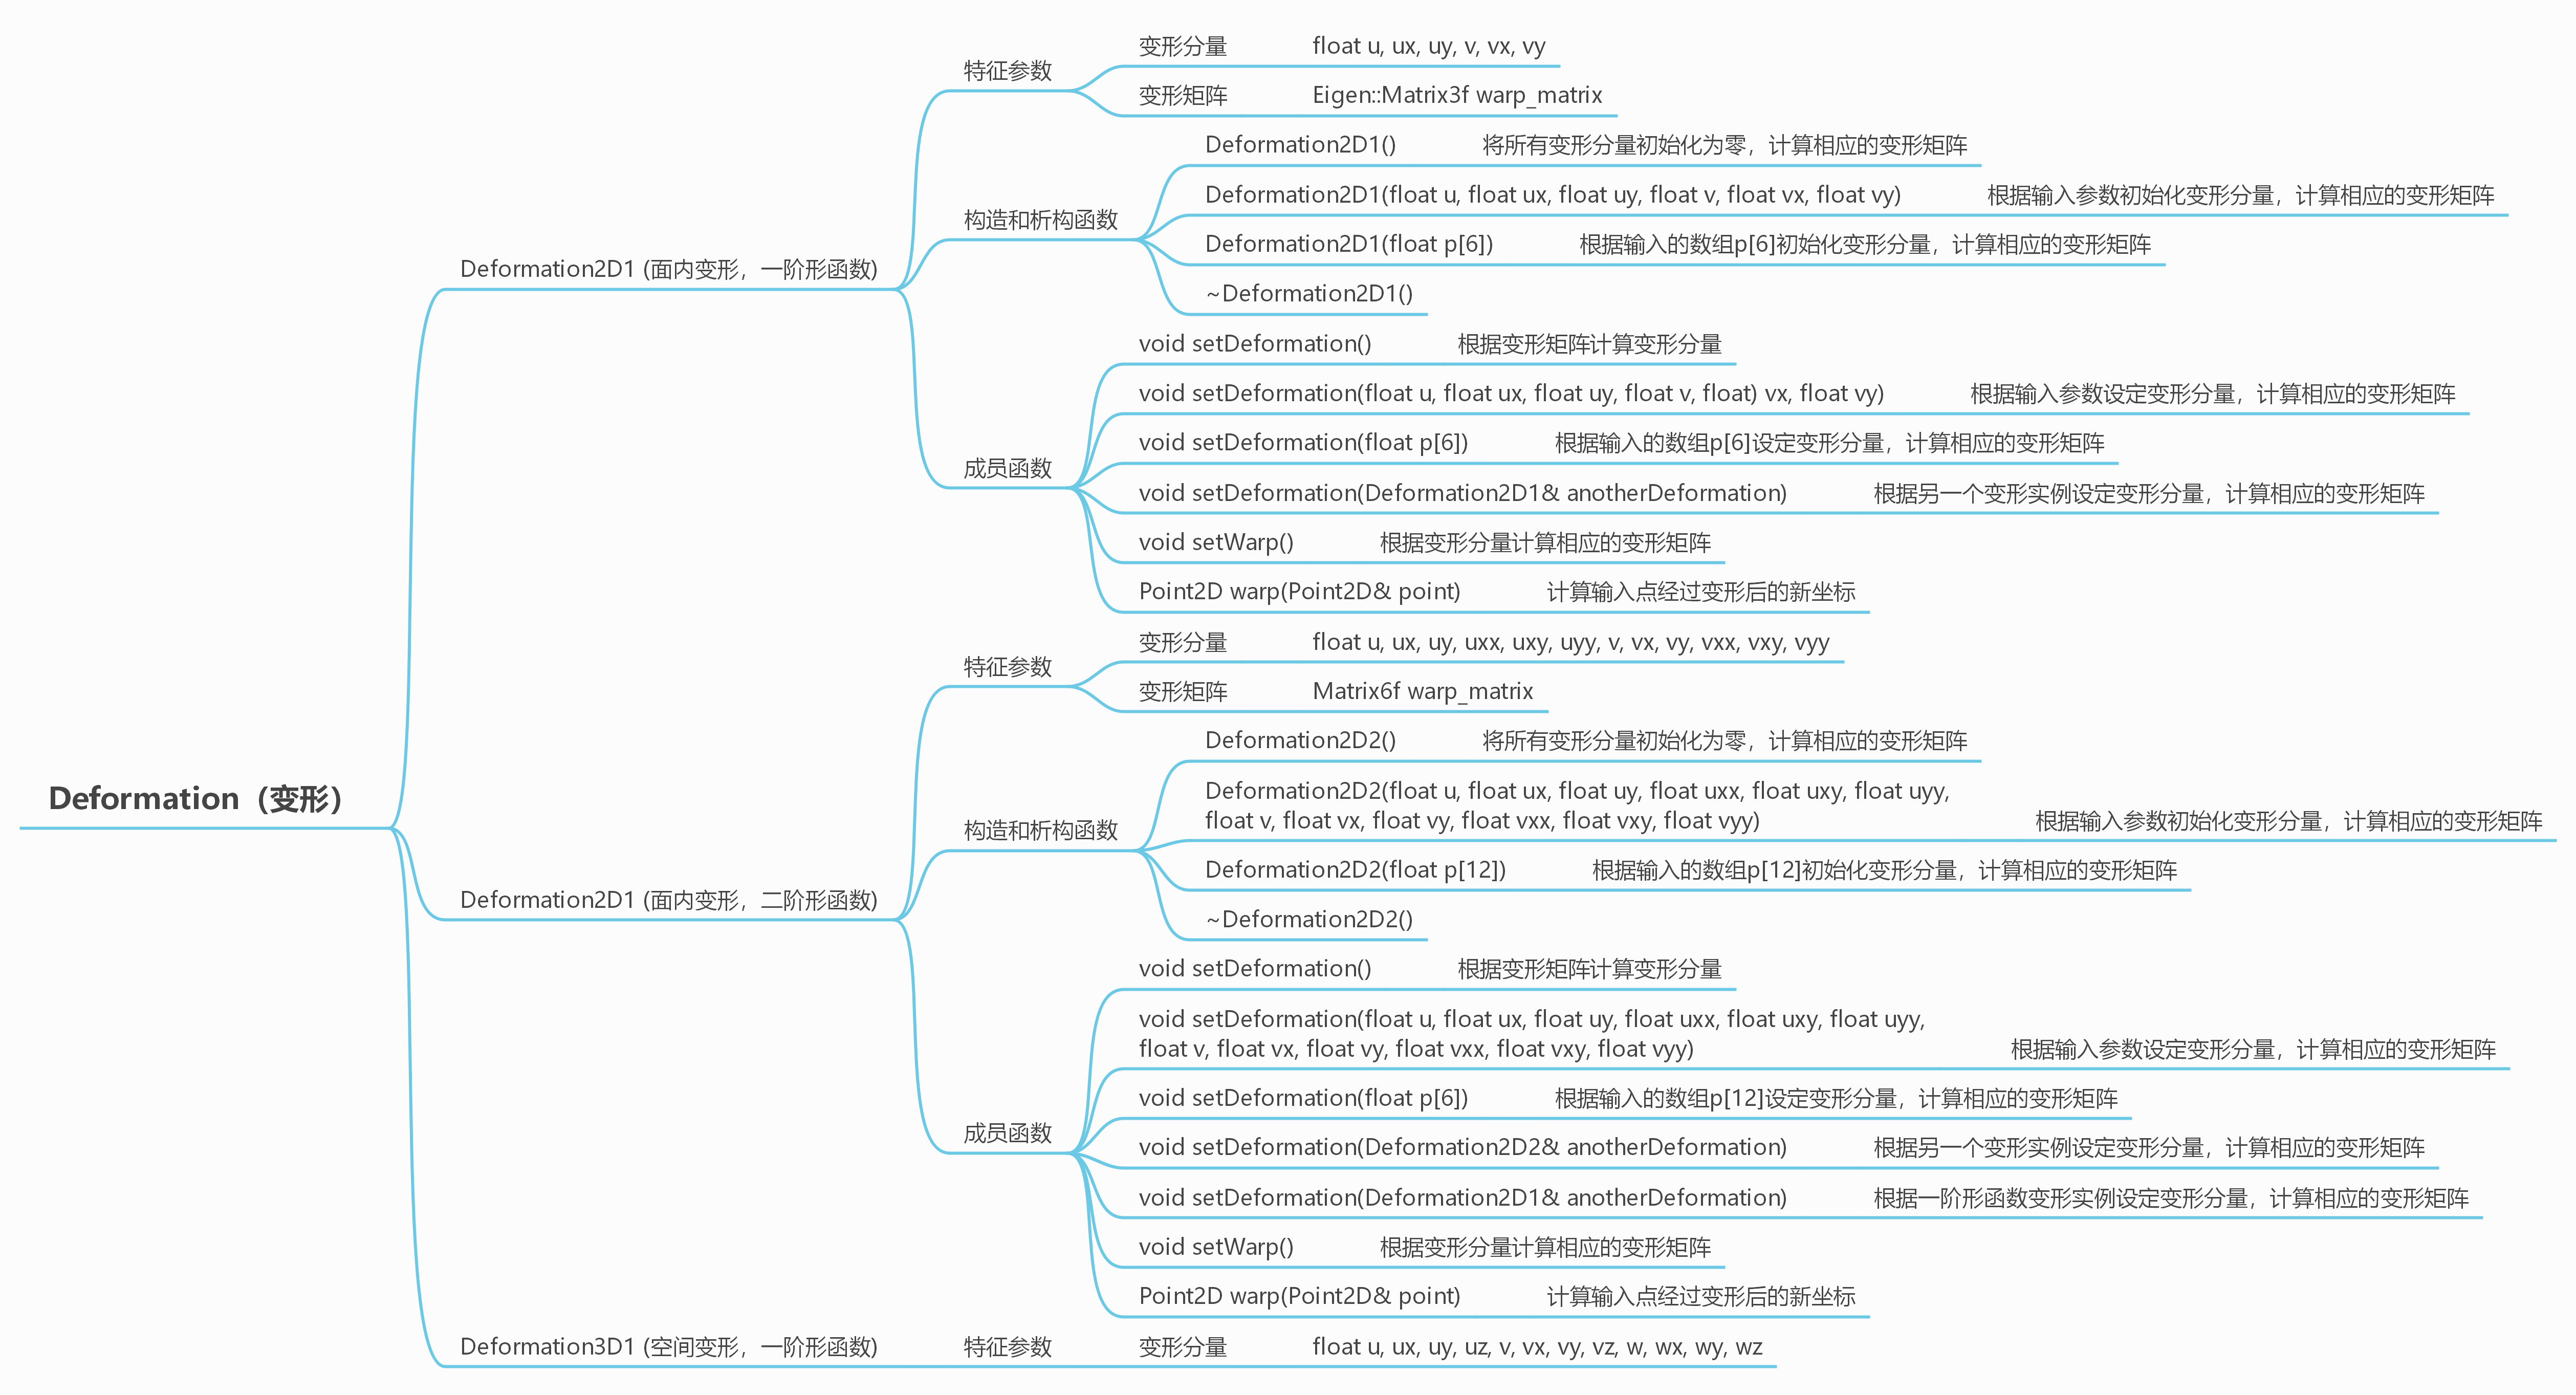 Deformation（变形）
Deformation2D1 (面内变形，一阶形函数)
特征参数
变形分量
float u, ux, uy, v, vx, vy
变形矩阵
Eigen::Matrix3f warp_matrix
构造和析构函数
Deformation2D1()
将所有变形分量初始化为零，计算相应的变形矩阵
Deformation2D1(float u, float ux, float uy, float v, float vx, float vy)
根据输入参数初始化变形分量，计算相应的变形矩阵
Deformation2D1(float p[6])
根据输入的数组p[6]初始化变形分量，计算相应的变形矩阵
~Deformation2D1()
成员函数
void setDeformation()
根据变形矩阵计算变形分量
void setDeformation(float u, float ux, float uy, float v, float) vx, float vy)
根据输入参数设定变形分量，计算相应的变形矩阵
void setDeformation(float p[6])
根据输入的数组p[6]设定变形分量，计算相应的变形矩阵
void setDeformation(Deformation2D1& anotherDeformation)
根据另一个变形实例设定变形分量，计算相应的变形矩阵
void setWarp()
根据变形分量计算相应的变形矩阵
Point2D warp(Point2D& point)
计算输入点经过变形后的新坐标
Deformation2D1 (面内变形，二阶形函数)
特征参数
变形分量
float u, ux, uy, uxx, uxy, uyy, v, vx, vy, vxx, vxy, vyy
变形矩阵
Matrix6f warp_matrix
构造和析构函数
Deformation2D2()
将所有变形分量初始化为零，计算相应的变形矩阵
Deformation2D2(float u, float ux, float uy, float uxx, float uxy, float uyy,
float v, float vx, float vy, float vxx, float vxy, float vyy)
根据输入参数初始化变形分量，计算相应的变形矩阵
Deformation2D2(float p[12])
根据输入的数组p[12]初始化变形分量，计算相应的变形矩阵
~Deformation2D2()
成员函数
void setDeformation()
根据变形矩阵计算变形分量
void setDeformation(float u, float ux, float uy, float uxx, float uxy, float uyy,
float v, float vx, float vy, float vxx, float vxy, float vyy)
根据输入参数设定变形分量，计算相应的变形矩阵
void setDeformation(float p[6])
根据输入的数组p[12]设定变形分量，计算相应的变形矩阵
void setDeformation(Deformation2D2& anotherDeformation)
根据另一个变形实例设定变形分量，计算相应的变形矩阵
void setDeformation(Deformation2D1& anotherDeformation)
根据一阶形函数变形实例设定变形分量，计算相应的变形矩阵
void setWarp()
根据变形分量计算相应的变形矩阵
Point2D warp(Point2D& point)
计算输入点经过变形后的新坐标
Deformation3D1 (空间变形，一阶形函数)
特征参数
变形分量
float u, ux, uy, uz, v, vx, vy, vz, w, wx, wy, wz